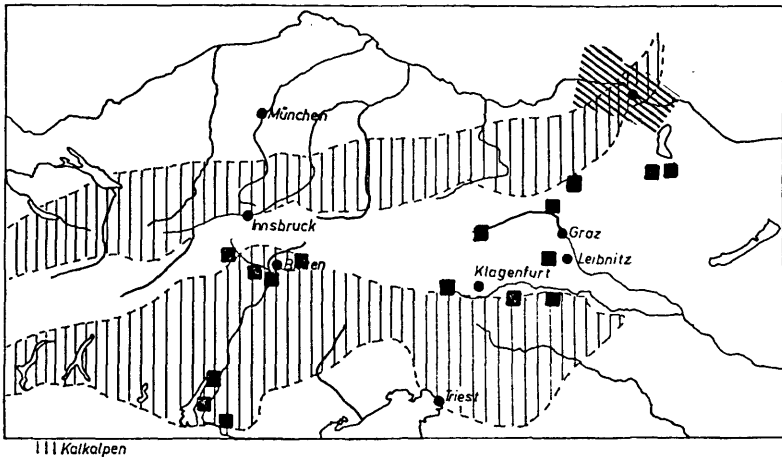 München
Innsbruck
Graz
Leibnitz
Klagenfurt
Triest
||| Kalkalpen